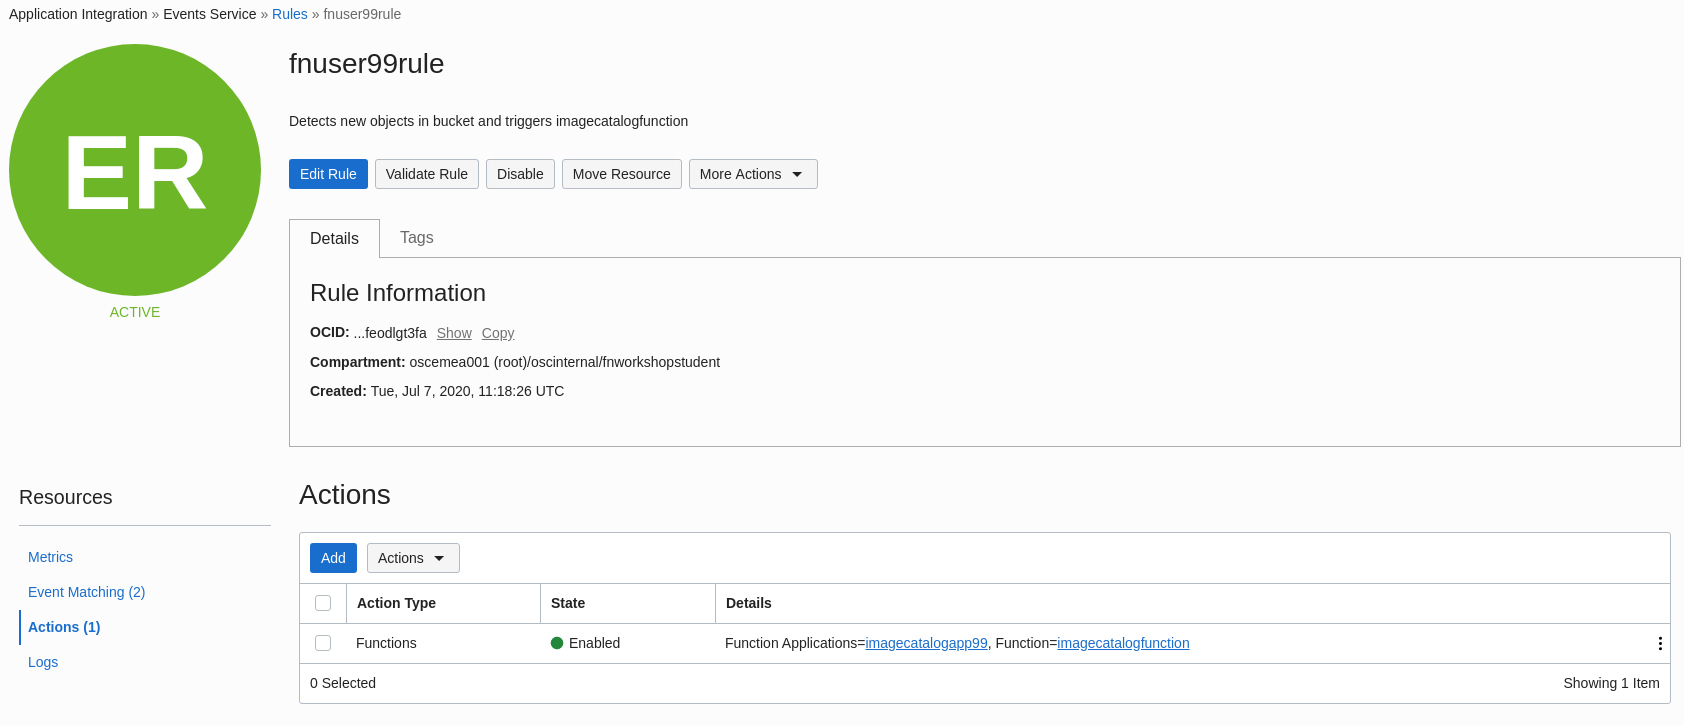 Application Integration » Events Service » Rules » fnuser99rule
ER
ACTIVE
fnuser99rule
Detects new objects in bucket and triggers imagecatalogfunction
Edit Rule Validate Rule Disable Move Resource More Actions
Details Tags
Rule Information
OCID: ...feodlgt3fa Show Copy
Compartment: oscemea001 (root)/oscinternal/fnworkshopstudent
Created: Tue, Jul 7, 2020, 11:18:26 UTC
Resources
Metrics
Event Matching (2)
Actions (1)
Logs
Actions
Add Actions
Action Type State Details
Functions Enabled Function Applications=imagecatalogapp99, Function=imagecatalogfunction
0 Selected Showing 1 Item